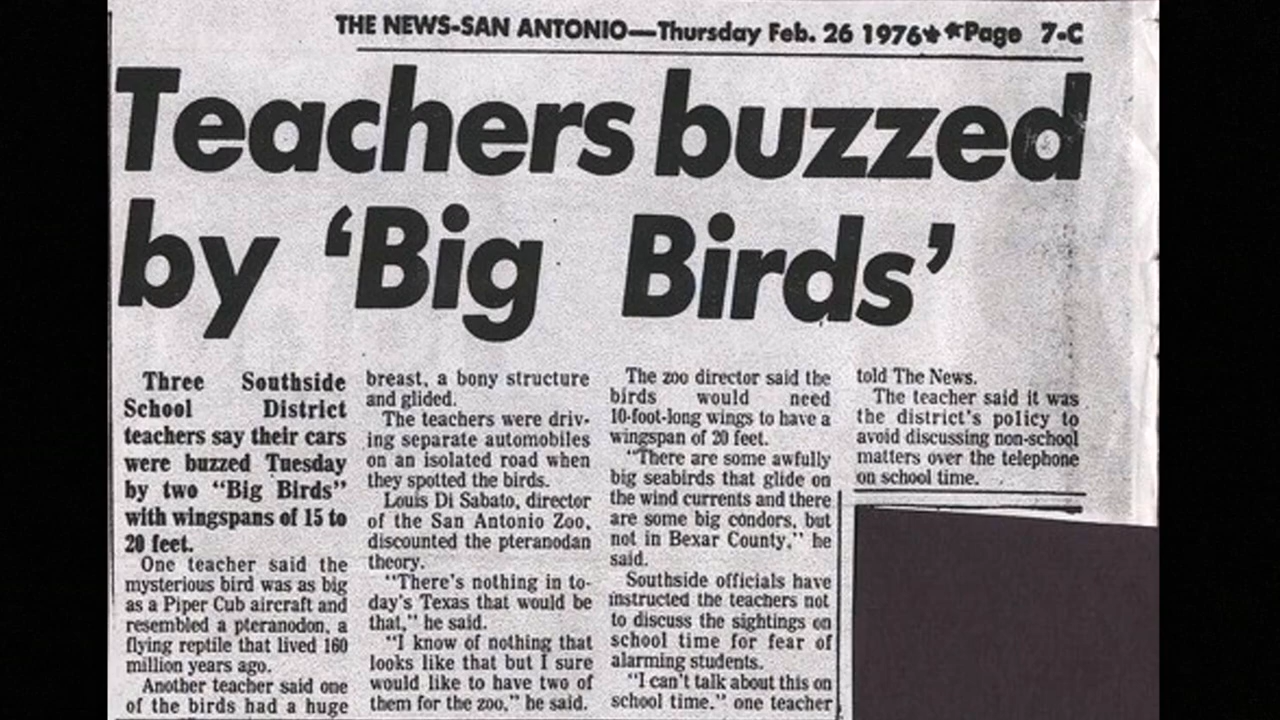 THE NEWS-SAN ANTONIO—Thursday Feb. 26 1976★ ★Page 7-C
Teachers buzzed
by ‘Big Birds’
Three Southside
School District
teachers say their cars
were buzzed Tuesday
by two “Big Birds”
with wingspans of 15 to
20 feet.
One teacher said the
mysterious bird was as big
as a Piper Cub aircraft and
resembled a pteranodon, a
flying reptile that lived 160
million years ago.
Another teacher said one
of the birds had a huge
breast, a bony structure
and glided.
The teachers were driv-
ing separate automobiles
on an isolated road when
they spotted the birds.
Louis Di Sabato, director
of the San Antonio Zoo,
discounted the pteranodan
theory.
“There’s nothing in to-
day’s Texas that would be
that,” he said.
“I know of nothing that
looks like that but I sure
would like to have two of
them for the zoo,” he said.
The zoo director said the
birds would need
10-foot-long wings to have a
wingspan of 20 feet.
“There are some awfully
big seabirds that glide on
the wind currents and there
are some big condors, but
not in Bexar County,” he
said.
Southside officials have
instructed the teachers not
to discuss the sightings on
school time for fear of
alarming students.
“I can’t talk about this on
school time,” one teacher
told The News.
The teacher said it was
the district’s policy to
avoid discussing non-school
matters over the telephone
on school time.